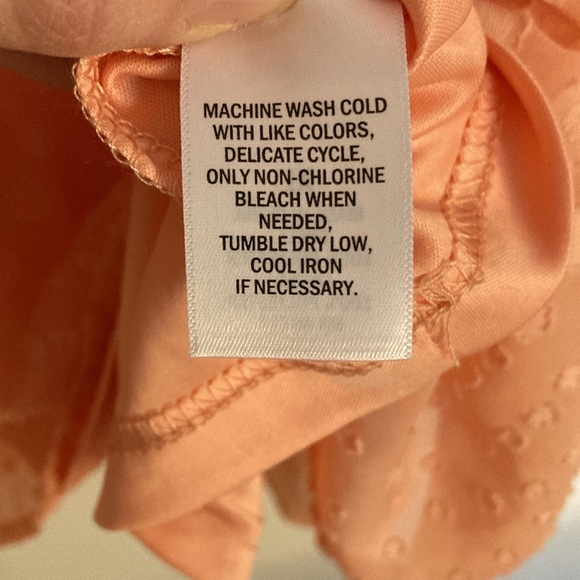 MACHINE WASH COLD
WITH LIKE COLORS,
DELICATE CYCLE,
ONLY NON-CHLORINE
BLEACH WHEN
NEEDED,
TUMBLE DRY LOW,
COOL IRON
IF NECESSARY.